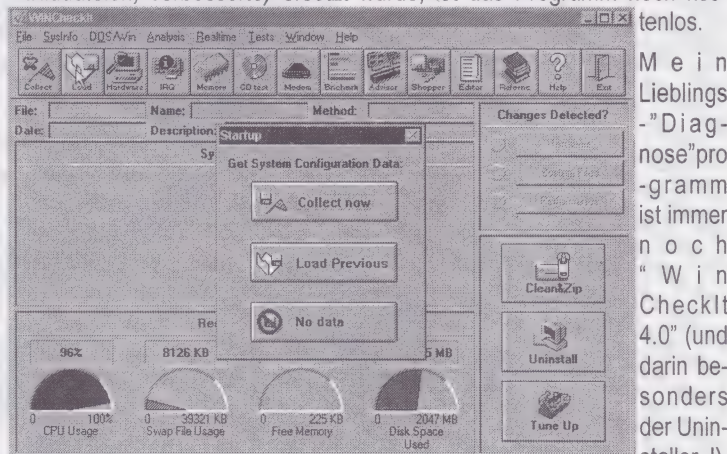 tenlos.
WINCheckIt
File SysInfo DOS/Win Analysis Realtime Tests Window Help
Collect Load Hardware IRQ Memory CD test Modem Bnchmrk Advisor Shopper Editor Refernc Help Exit
File: Name: Method:
Date: Description:
Changes Detected?
Startup
Get System Configuration Data:
Collect now
Load Previous
No data
Clean&Zip
Uninstall
Tune Up
96% 8126 KB MB
0 100% 0 39321 KB 0 225 KB 0 2047 MB
CPU Usage Swap File Usage Free Memory Disk Space
Used
Mein
Lieblings
-"Diag-
nose"pro
-gramm
ist immer
noch
"Win
CheckIt
4.0" (und
darin be-
sonders
der Unin-